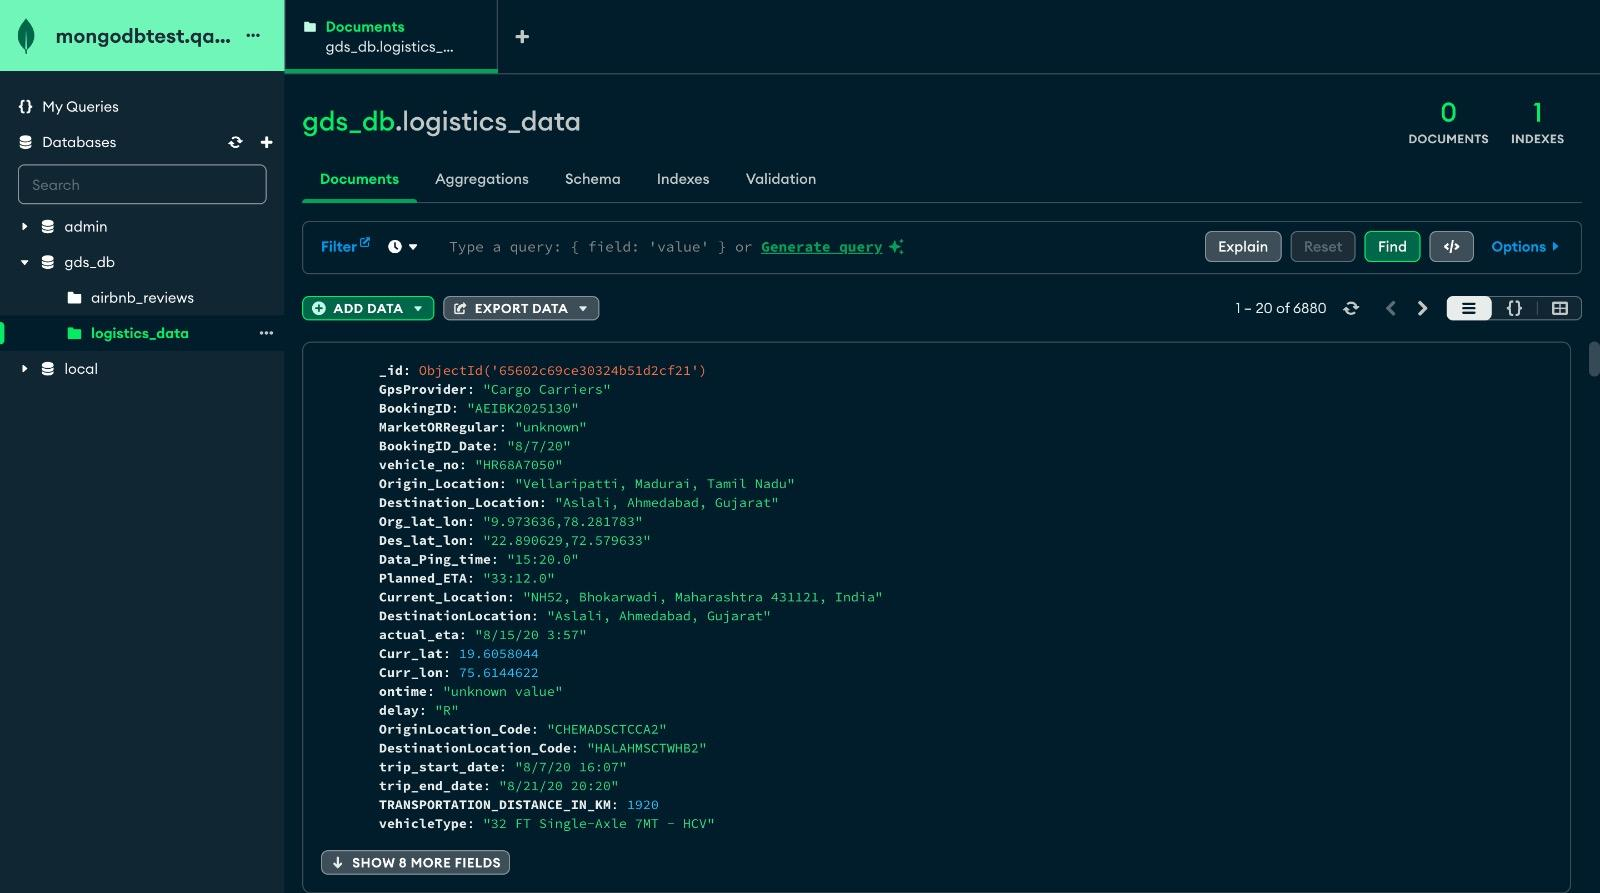 mongodbtest.qa...
Documents
gds_db.logistics_...
My Queries
Databases
Search
admin
gds_db
airbnb_reviews
logistics_data
local
gds_db.logistics_data
0
DOCUMENTS
1
INDEXES
Documents Aggregations Schema Indexes Validation
Filter Type a query: { field: 'value' } or Generate query Explain Reset Find </> Options
ADD DATA EXPORT DATA 1 – 20 of 6880 {}
_id: ObjectId('65602c69ce30324b51d2cf21')
GpsProvider: "Cargo Carriers"
BookingID: "AEIBK2025130"
MarketORRegular: "unknown"
BookingID_Date: "8/7/20"
vehicle_no: "HR68A7050"
Origin_Location: "Vellaripatti, Madurai, Tamil Nadu"
Destination_Location: "Aslali, Ahmedabad, Gujarat"
Org_lat_lon: "9.973636,78.281783"
Des_lat_lon: "22.890629,72.579633"
Data_Ping_time: "15:20.0"
Planned_ETA: "33:12.0"
Current_Location: "NH52, Bhokarwadi, Maharashtra 431121, India"
DestinationLocation: "Aslali, Ahmedabad, Gujarat"
actual_eta: "8/15/20 3:57"
Curr_lat: 19.6058044
Curr_lon: 75.6144622
ontime: "unknown value"
delay: "R"
OriginLocation_Code: "CHEMADSCTCCA2"
DestinationLocation_Code: "HALAHMSCTWHB2"
trip_start_date: "8/7/20 16:07"
trip_end_date: "8/21/20 20:20"
TRANSPORTATION_DISTANCE_IN_KM: 1920
vehicleType: "32 FT Single-Axle 7MT - HCV"
SHOW 8 MORE FIELDS